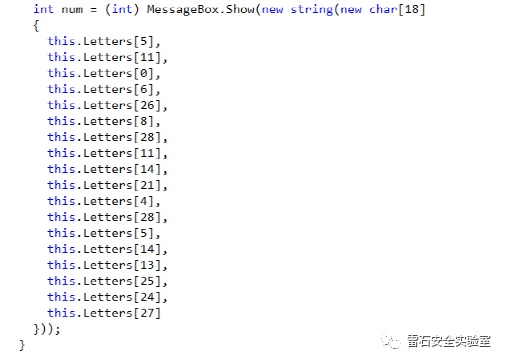 int num = (int) MessageBox.Show(new string(new char[18]
{
this.Letters[5],
this.Letters[11],
this.Letters[0],
this.Letters[6],
this.Letters[26],
this.Letters[8],
this.Letters[28],
this.Letters[11],
this.Letters[14],
this.Letters[21],
this.Letters[4],
this.Letters[28],
this.Letters[5],
this.Letters[14],
this.Letters[13],
this.Letters[25],
this.Letters[24],
this.Letters[27]
}));
}
雷石安全实验室